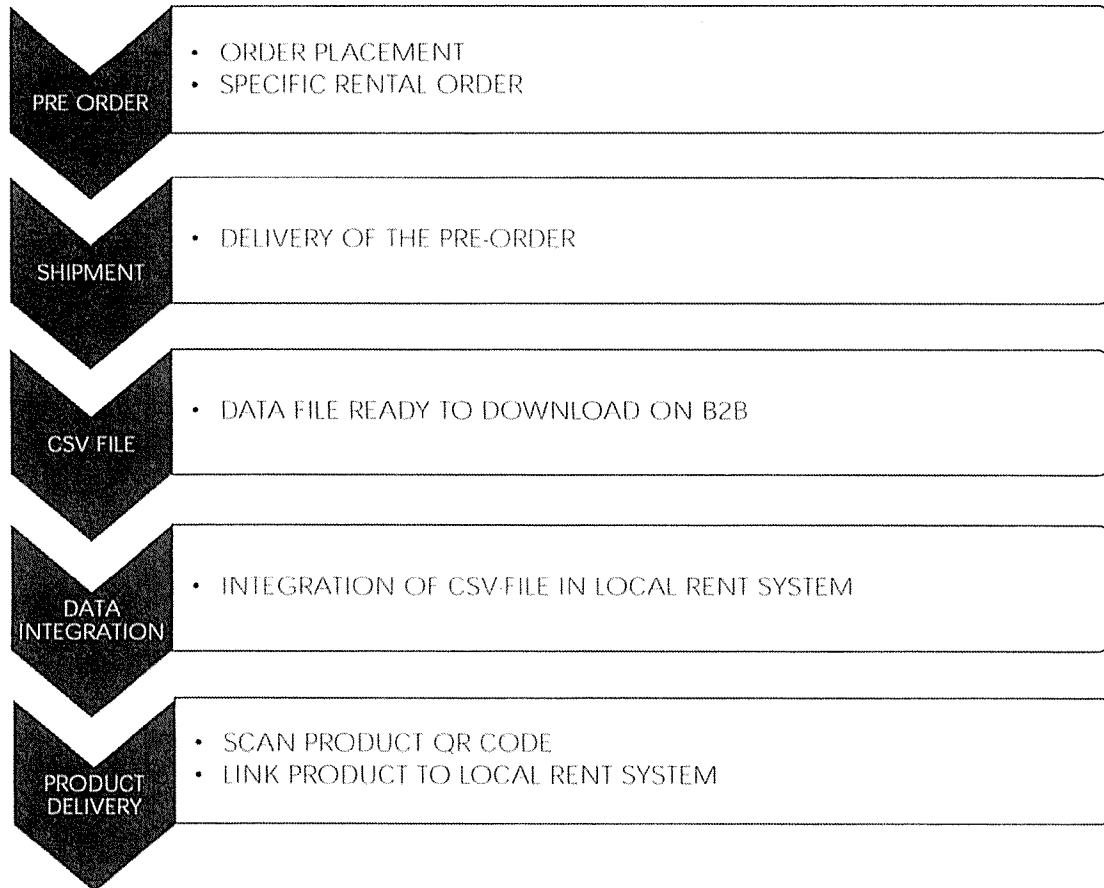 PRE ORDER
• ORDER PLACEMENT
• SPECIFIC RENTAL ORDER
SHIPMENT
• DELIVERY OF THE PRE-ORDER
CSV FILE
• DATA FILE READY TO DOWNLOAD ON B2B
DATA
INTEGRATION
• INTEGRATION OF CSV-FILE IN LOCAL RENT SYSTEM
PRODUCT
DELIVERY
• SCAN PRODUCT QR CODE
• LINK PRODUCT TO LOCAL RENT SYSTEM